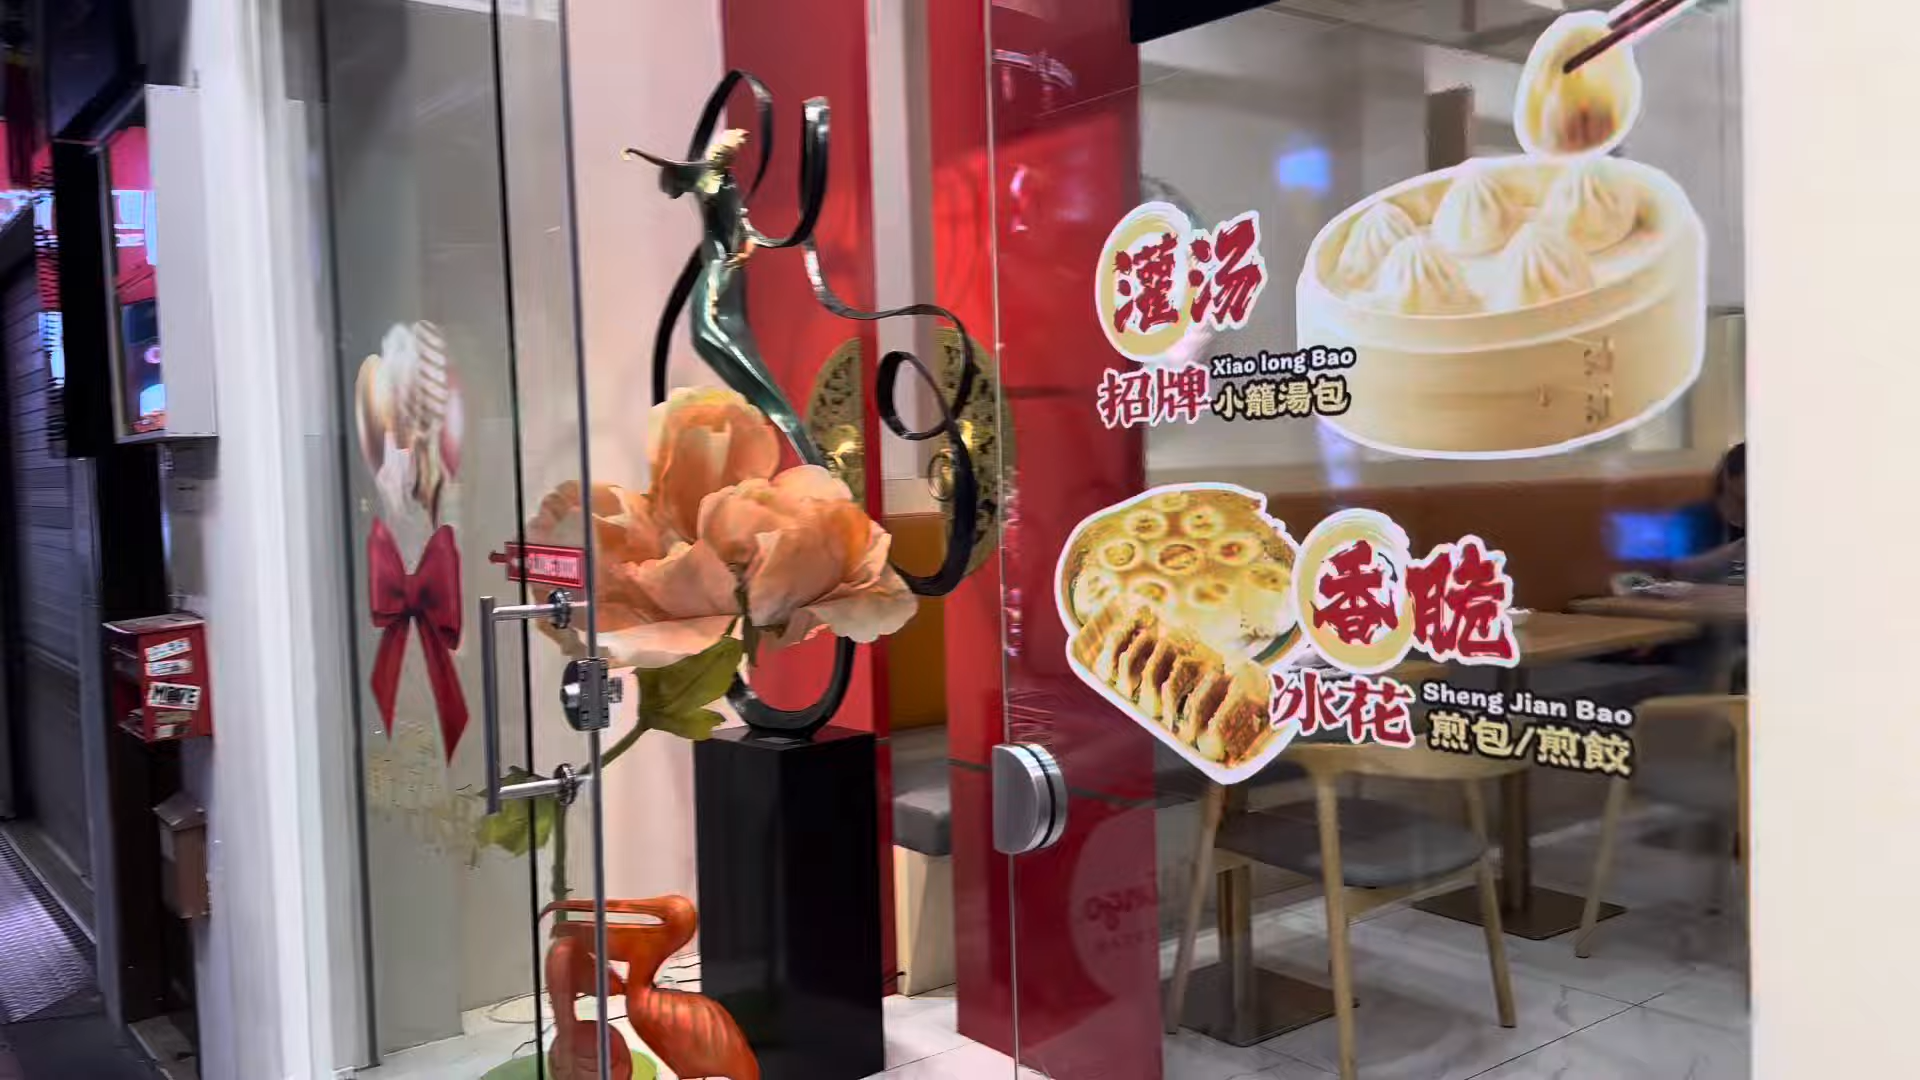 灌汤
招牌
Xiao long Bao
小籠湯包
香脆
冰花
Sheng Jian Bao
煎包/煎餃